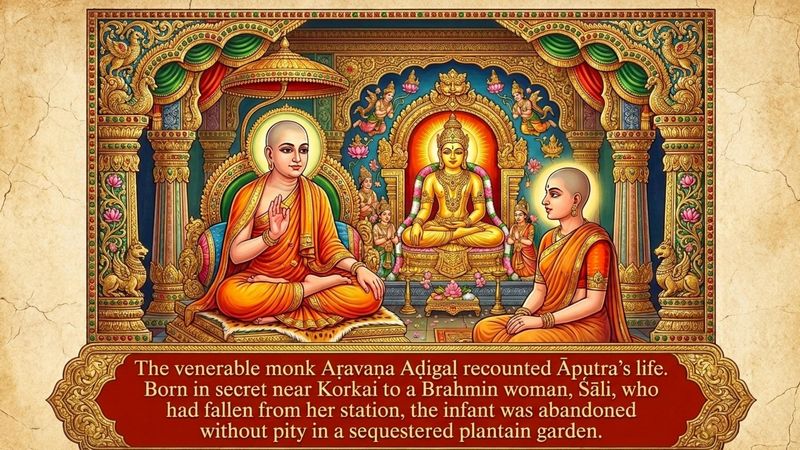 The venerable monk Aṟavaṇa Aḍigaḷ recounted Āputra's life.
Born in secret near Korkai to a Brahmin woman, Śāli, who
had fallen from her station, the infant was abandoned
without pity in a sequestered plantain garden.